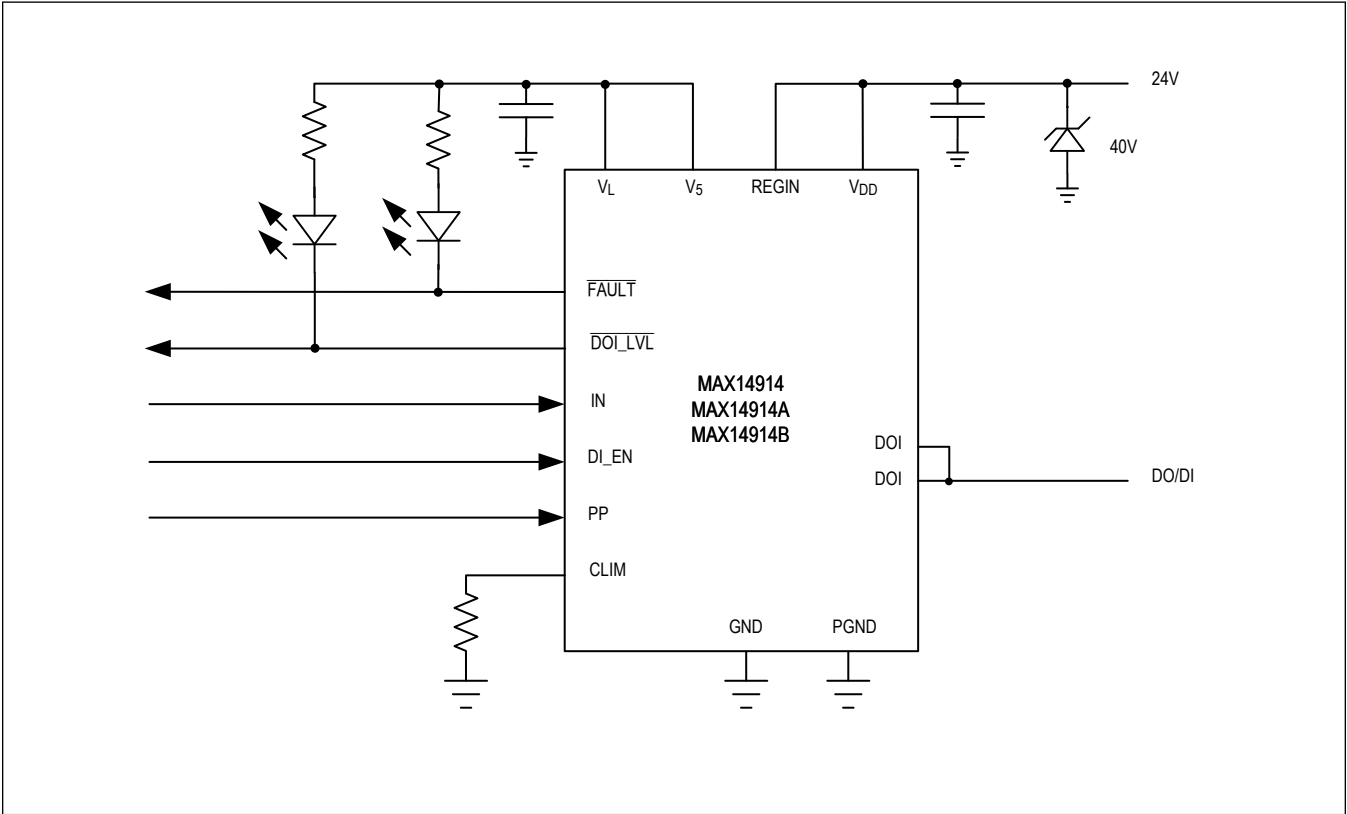 24V
40V
VL V5 REGIN VDD
FAULT
DOI_LVL
IN
MAX14914
MAX14914A
MAX14914B
DI_EN
DOI
DOI
DO/DI
PP
CLIM
GND PGND